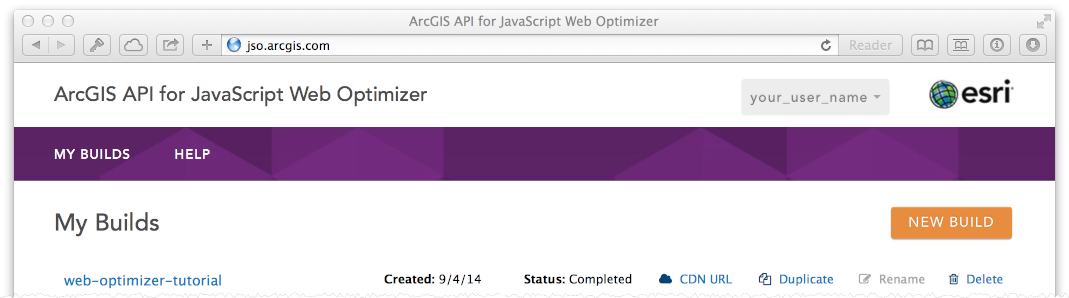 ArcGIS API for JavaScript Web Optimizer
jso.arcgis.com Reader
ArcGIS API for JavaScript Web Optimizer your_user_name esri
MY BUILDS HELP
My Builds NEW BUILD
web-optimizer-tutorial Created: 9/4/14 Status: Completed CDN URL Duplicate Rename Delete